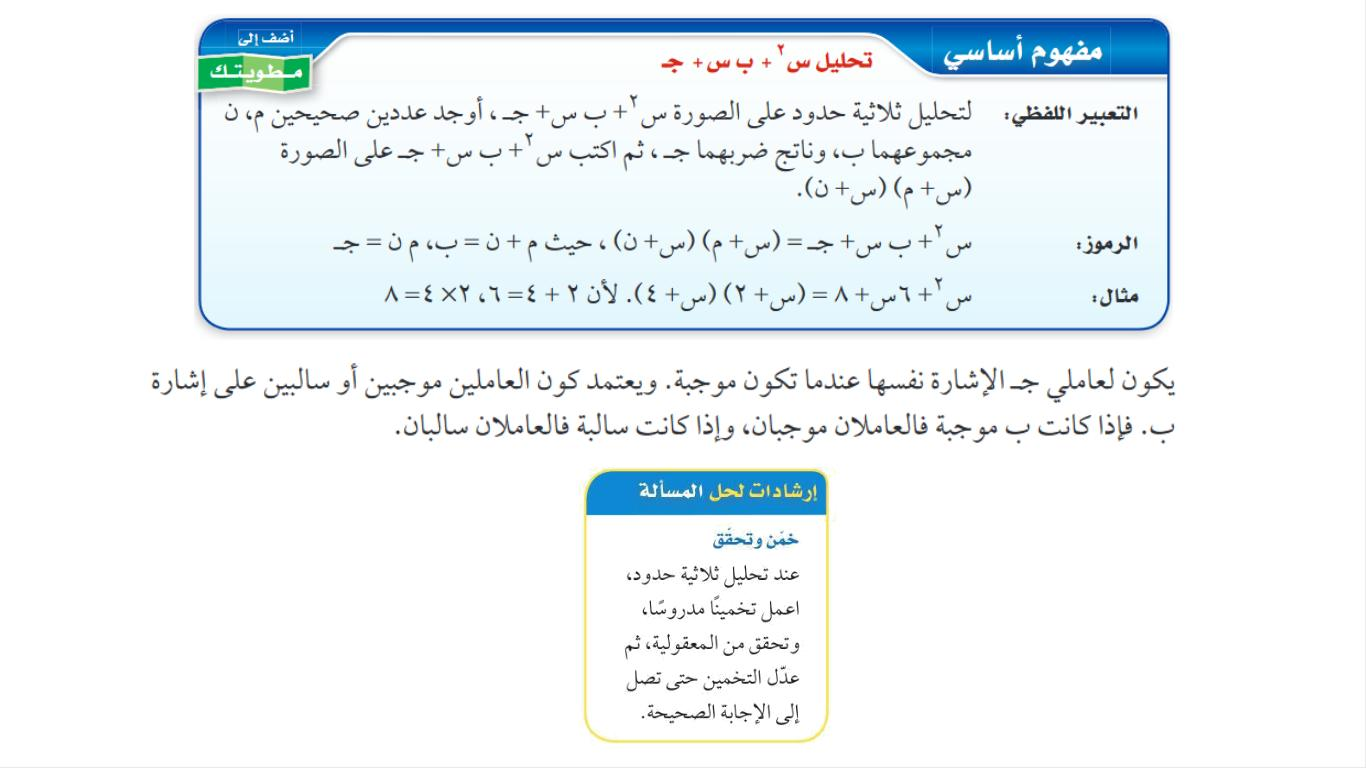 مفهوم أساسي
تحليل س٢ + ب س + جـ
أضف إلى
مـطويتـك
التعبير اللفظي: لتحليل ثلاثية حدود على الصورة س٢ + ب س + جـ ، أوجد عددين صحيحين م، ن
مجموعهما ب، وناتج ضربهما جـ ، ثم اكتب س٢ + ب س + جـ على الصورة
(س + م) (س + ن).
الرموز: س٢ + ب س + جـ = (س + م) (س + ن) ، حيث م + ن = ب، م ن = جـ
مثال: س٢ + ٦س + ٨ = (س + ٢) (س + ٤). لأن ٢ + ٤ = ٦، ٢ × ٤ = ٨
يكون لعاملي جـ الإشارة نفسها عندما تكون موجبة. ويعتمد كون العاملين موجبين أو سالبين على إشارة
ب. فإذا كانت ب موجبة فالعاملان موجبان، وإذا كانت سالبة فالعاملان سالبان.
إرشادات لحل المسألة
خمّن وتحقّق
عند تحليل ثلاثية حدود،
اعمل تخمينًا مدروسًا،
وتحقق من المعقولية، ثم
عدّل التخمين حتى تصل
إلى الإجابة الصحيحة.